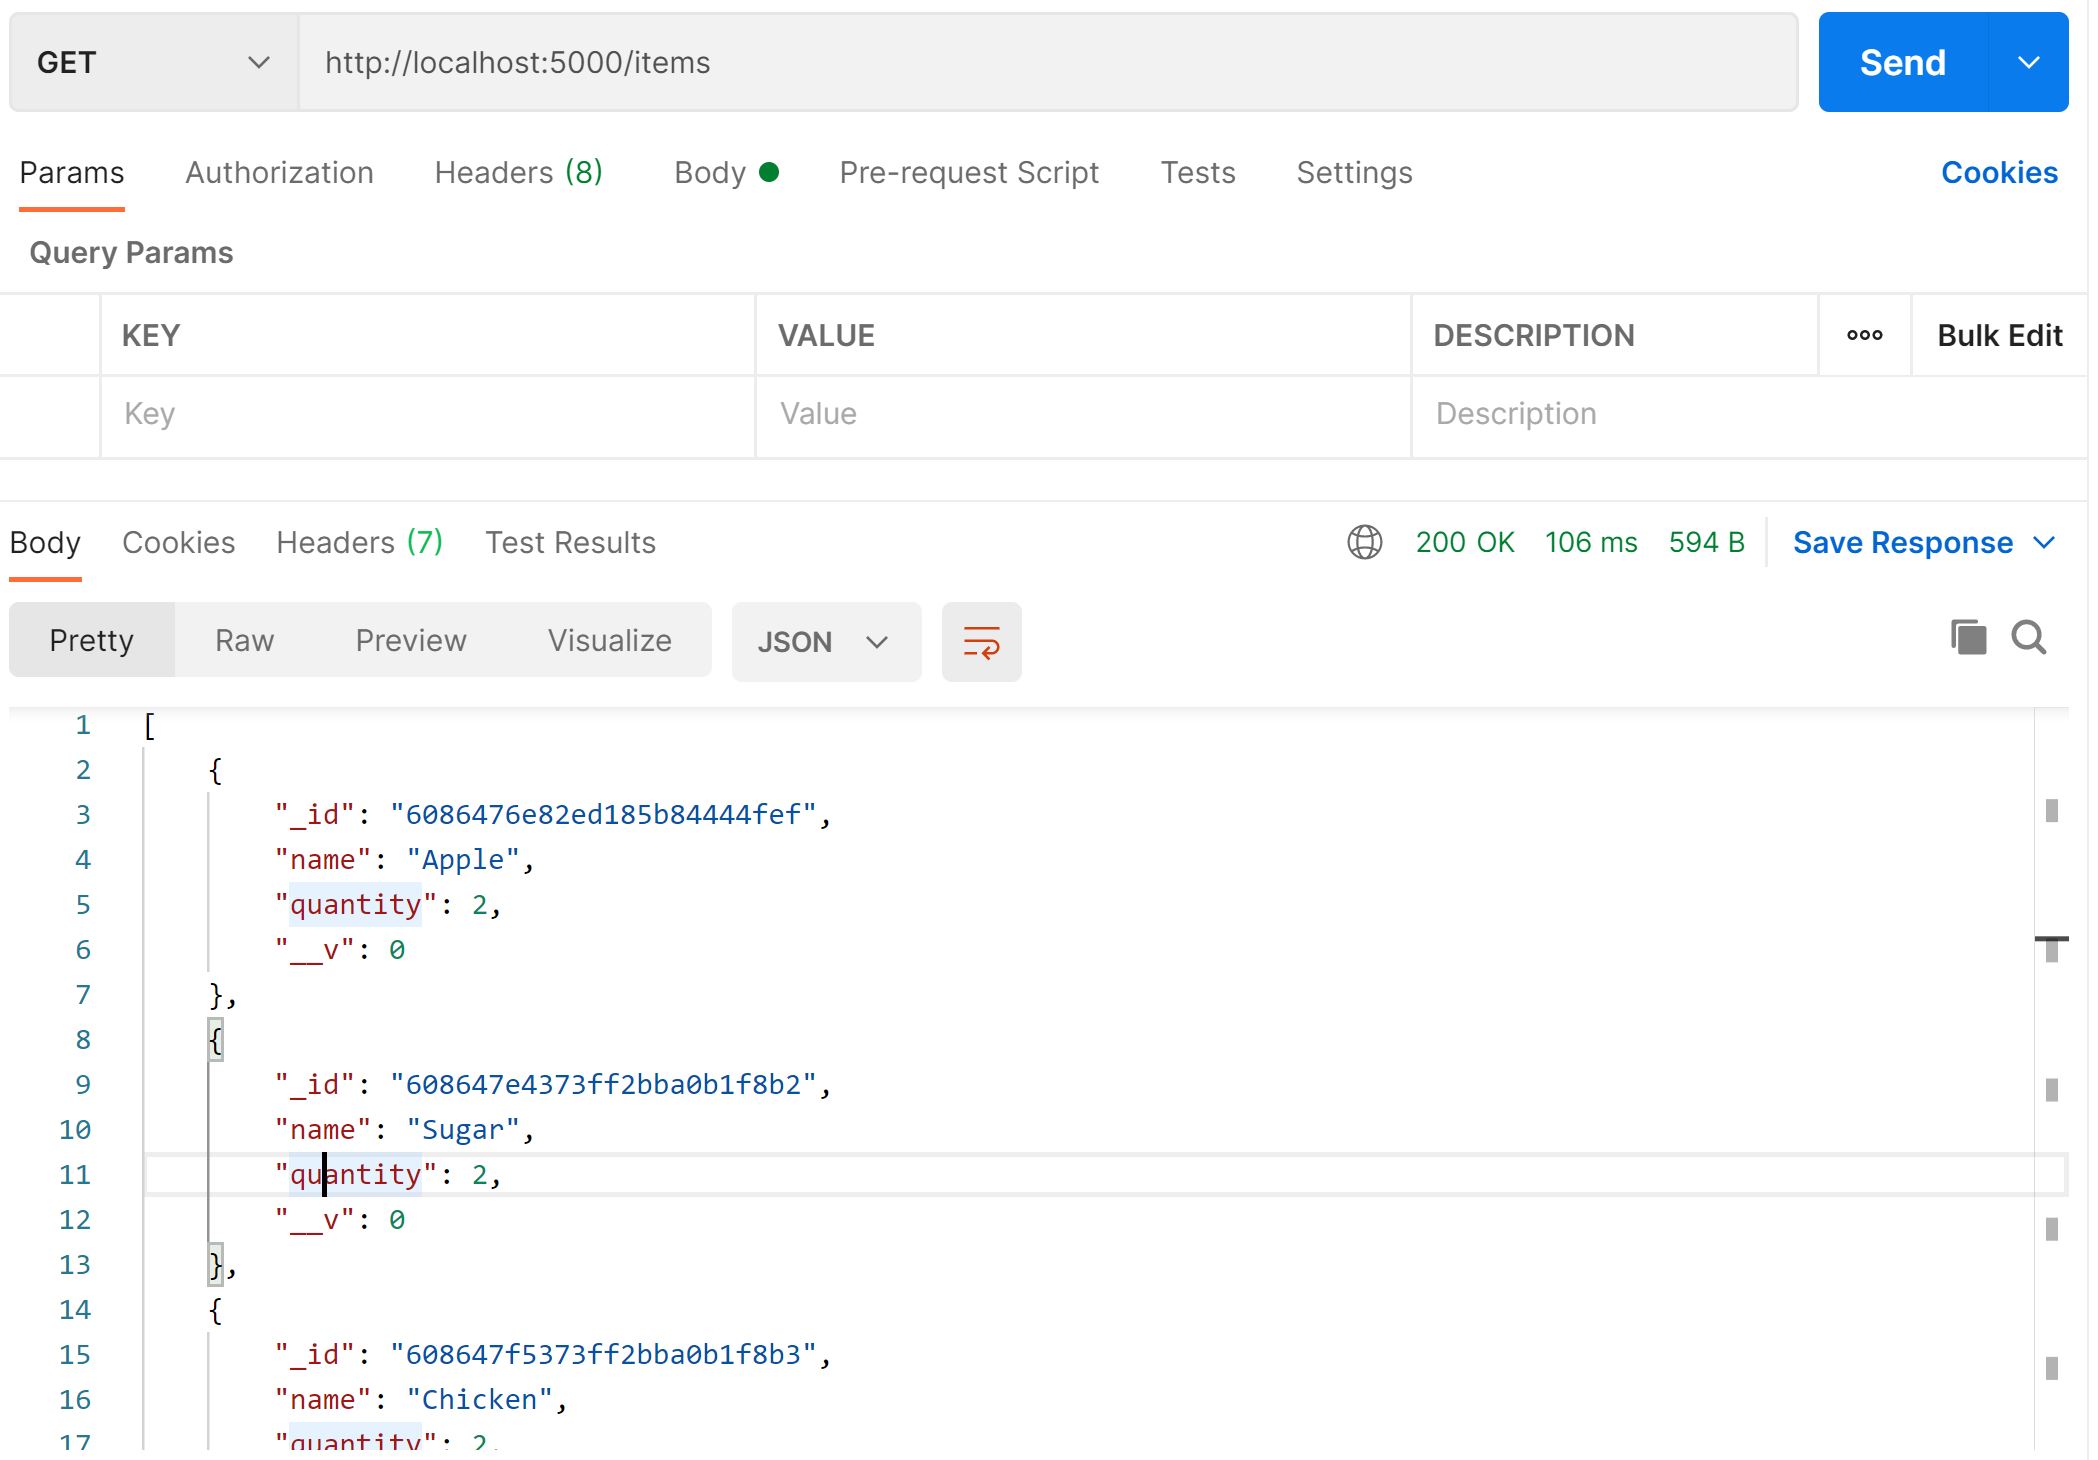 GET http://localhost:5000/items Send
Params Authorization Headers (8) Body Pre-request Script Tests Settings Cookies
Query Params
KEY VALUE DESCRIPTION ooo Bulk Edit
Key Value Description
Body Cookies Headers (7) Test Results 200 OK 106 ms 594 B Save Response
Pretty Raw Preview Visualize JSON
1 [
2 {
3 "_id": "6086476e82ed185b84444fef",
4 "name": "Apple",
5 "quantity": 2,
6 "__v": 0
7 },
8 {
9 "_id": "608647e4373ff2bba0b1f8b2",
10 "name": "Sugar",
11 "quantity": 2,
12 "__v": 0
13 },
14 {
15 "_id": "608647f5373ff2bba0b1f8b3",
16 "name": "Chicken",
17 "quantity": 2,